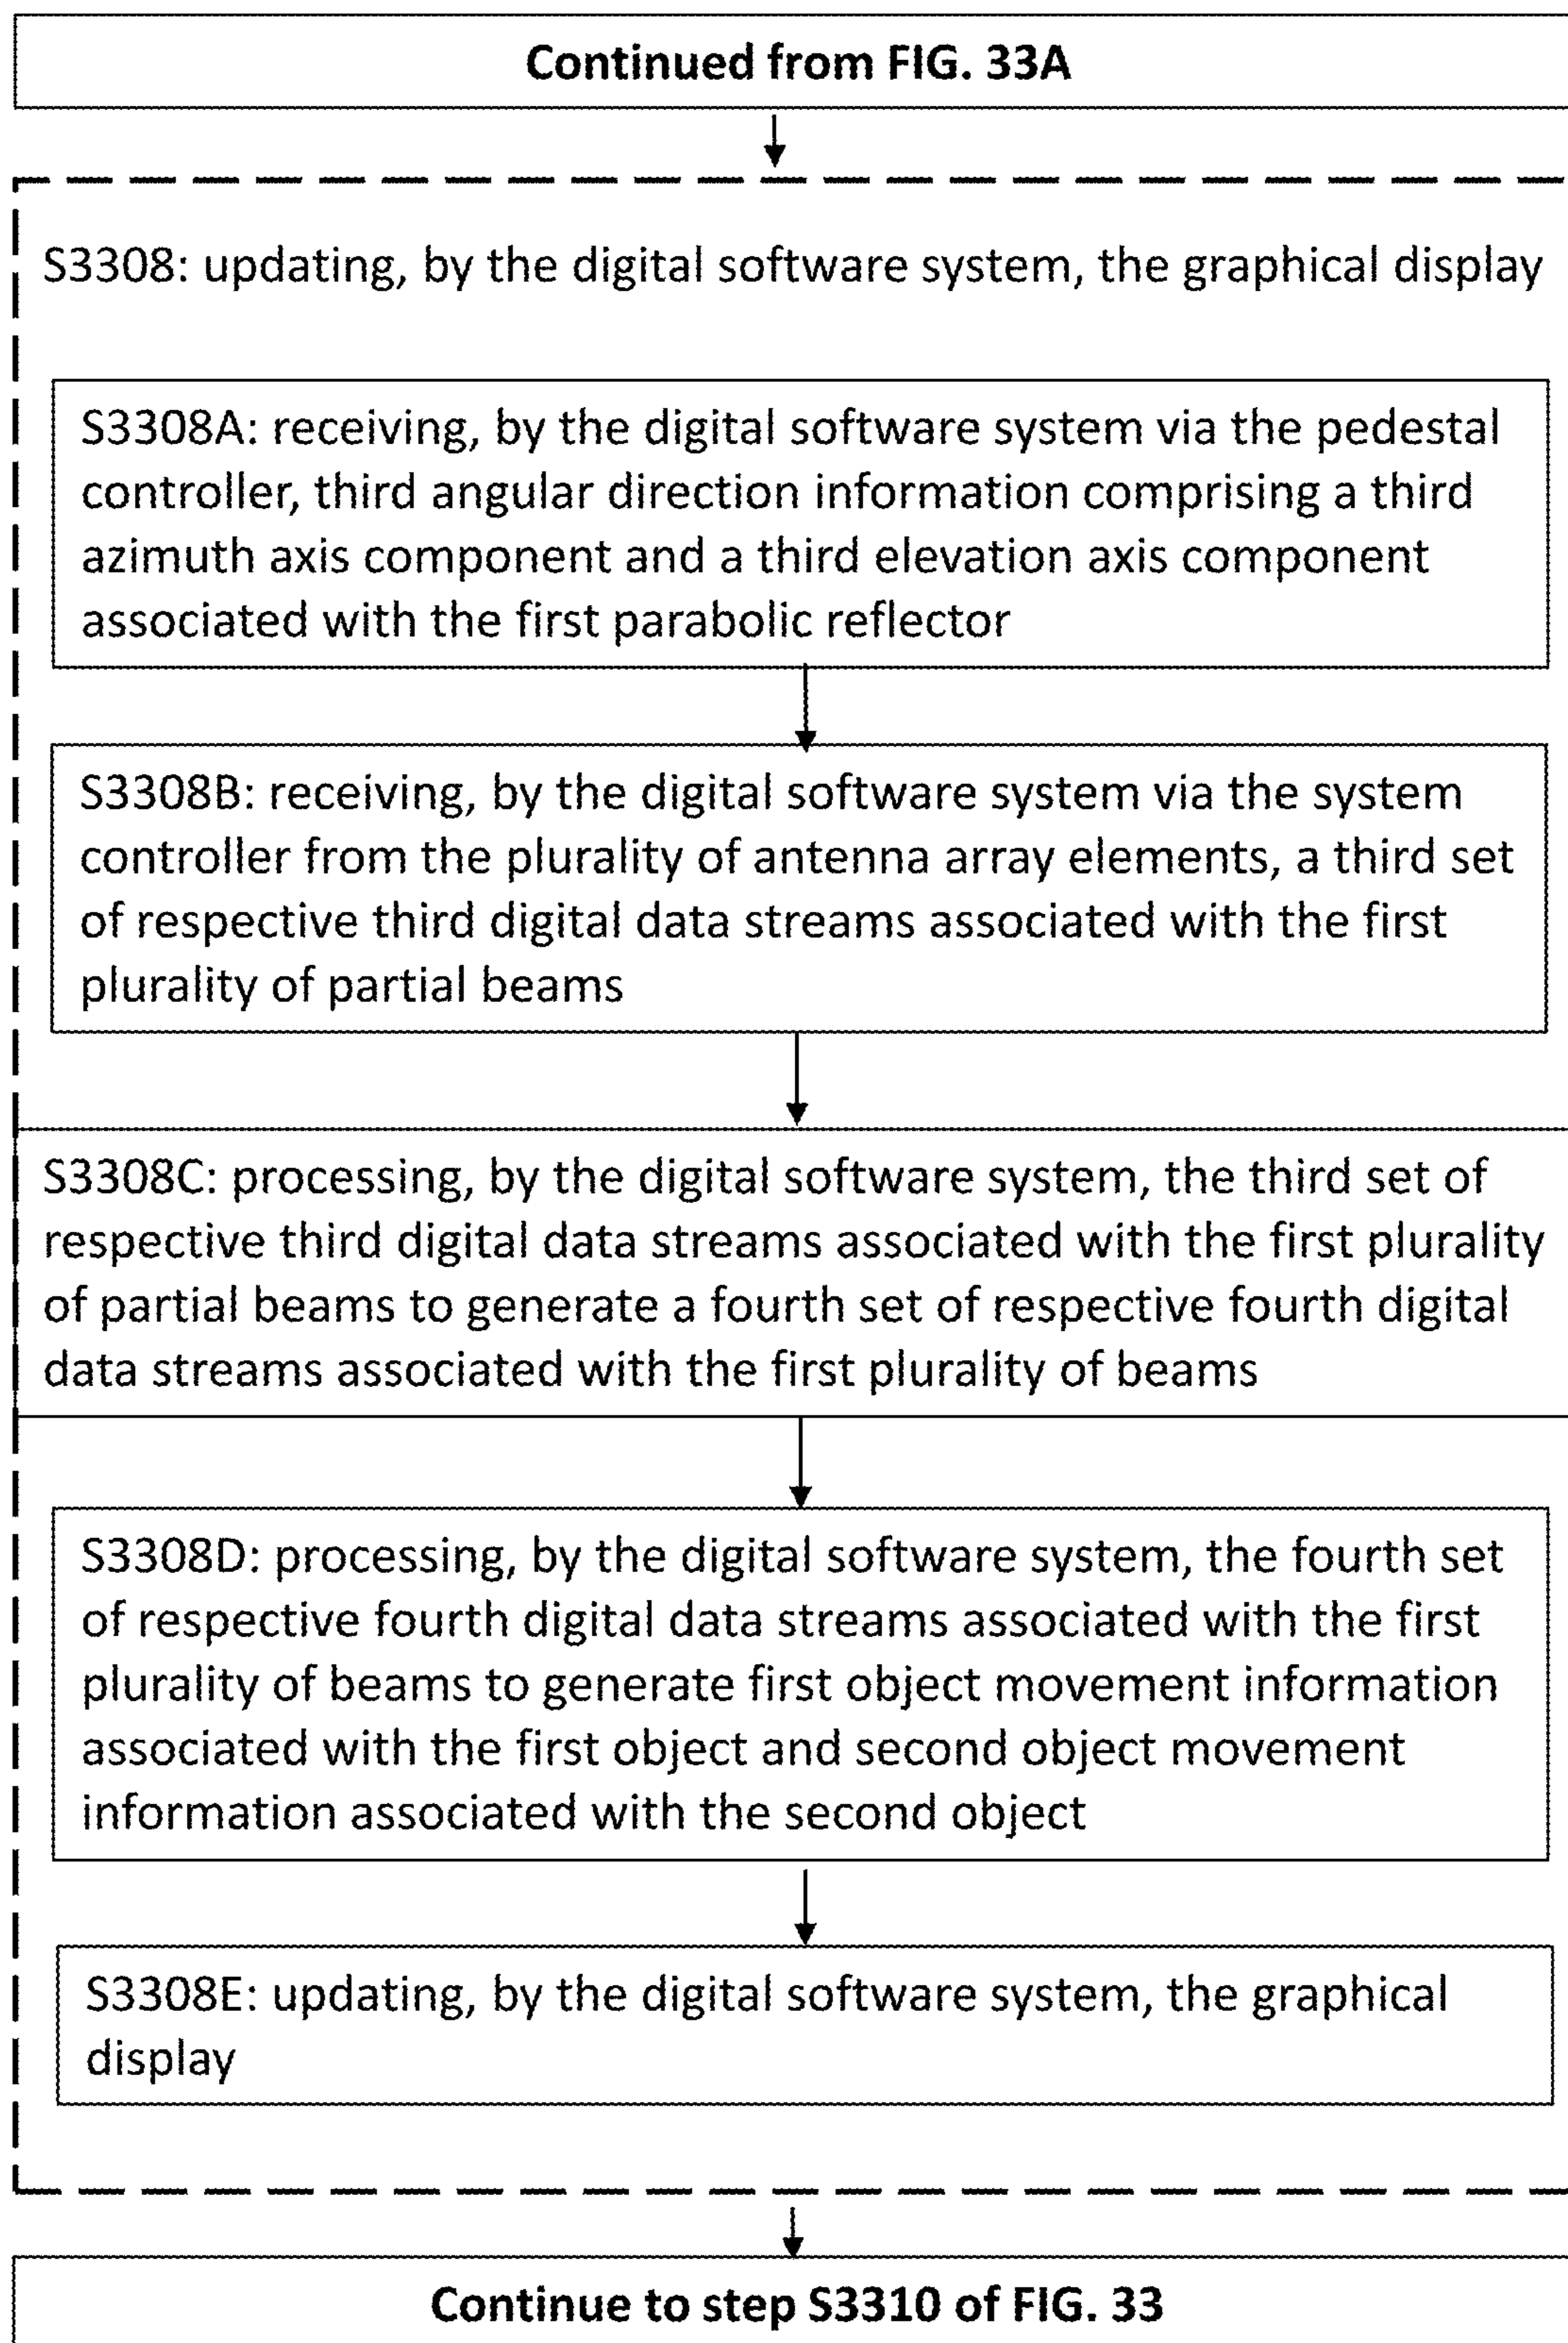 Continued from FIG. 33A
S3308: updating, by the digital software system, the graphical display
S3308A: receiving, by the digital software system via the pedestal
controller, third angular direction information comprising a third
azimuth axis component and a third elevation axis component
associated with the first parabolic reflector
S3308B: receiving, by the digital software system via the system
controller from the plurality of antenna array elements, a third set
of respective third digital data streams associated with the first
plurality of partial beams
S3308C: processing, by the digital software system, the third set of
respective third digital data streams associated with the first plurality
of partial beams to generate a fourth set of respective fourth digital
data streams associated with the first plurality of beams
S3308D: processing, by the digital software system, the fourth set
of respective fourth digital data streams associated with the first
plurality of beams to generate first object movement information
associated with the first object and second object movement
information associated with the second object
S3308E: updating, by the digital software system, the graphical
display
Continue to step S3310 of FIG. 33